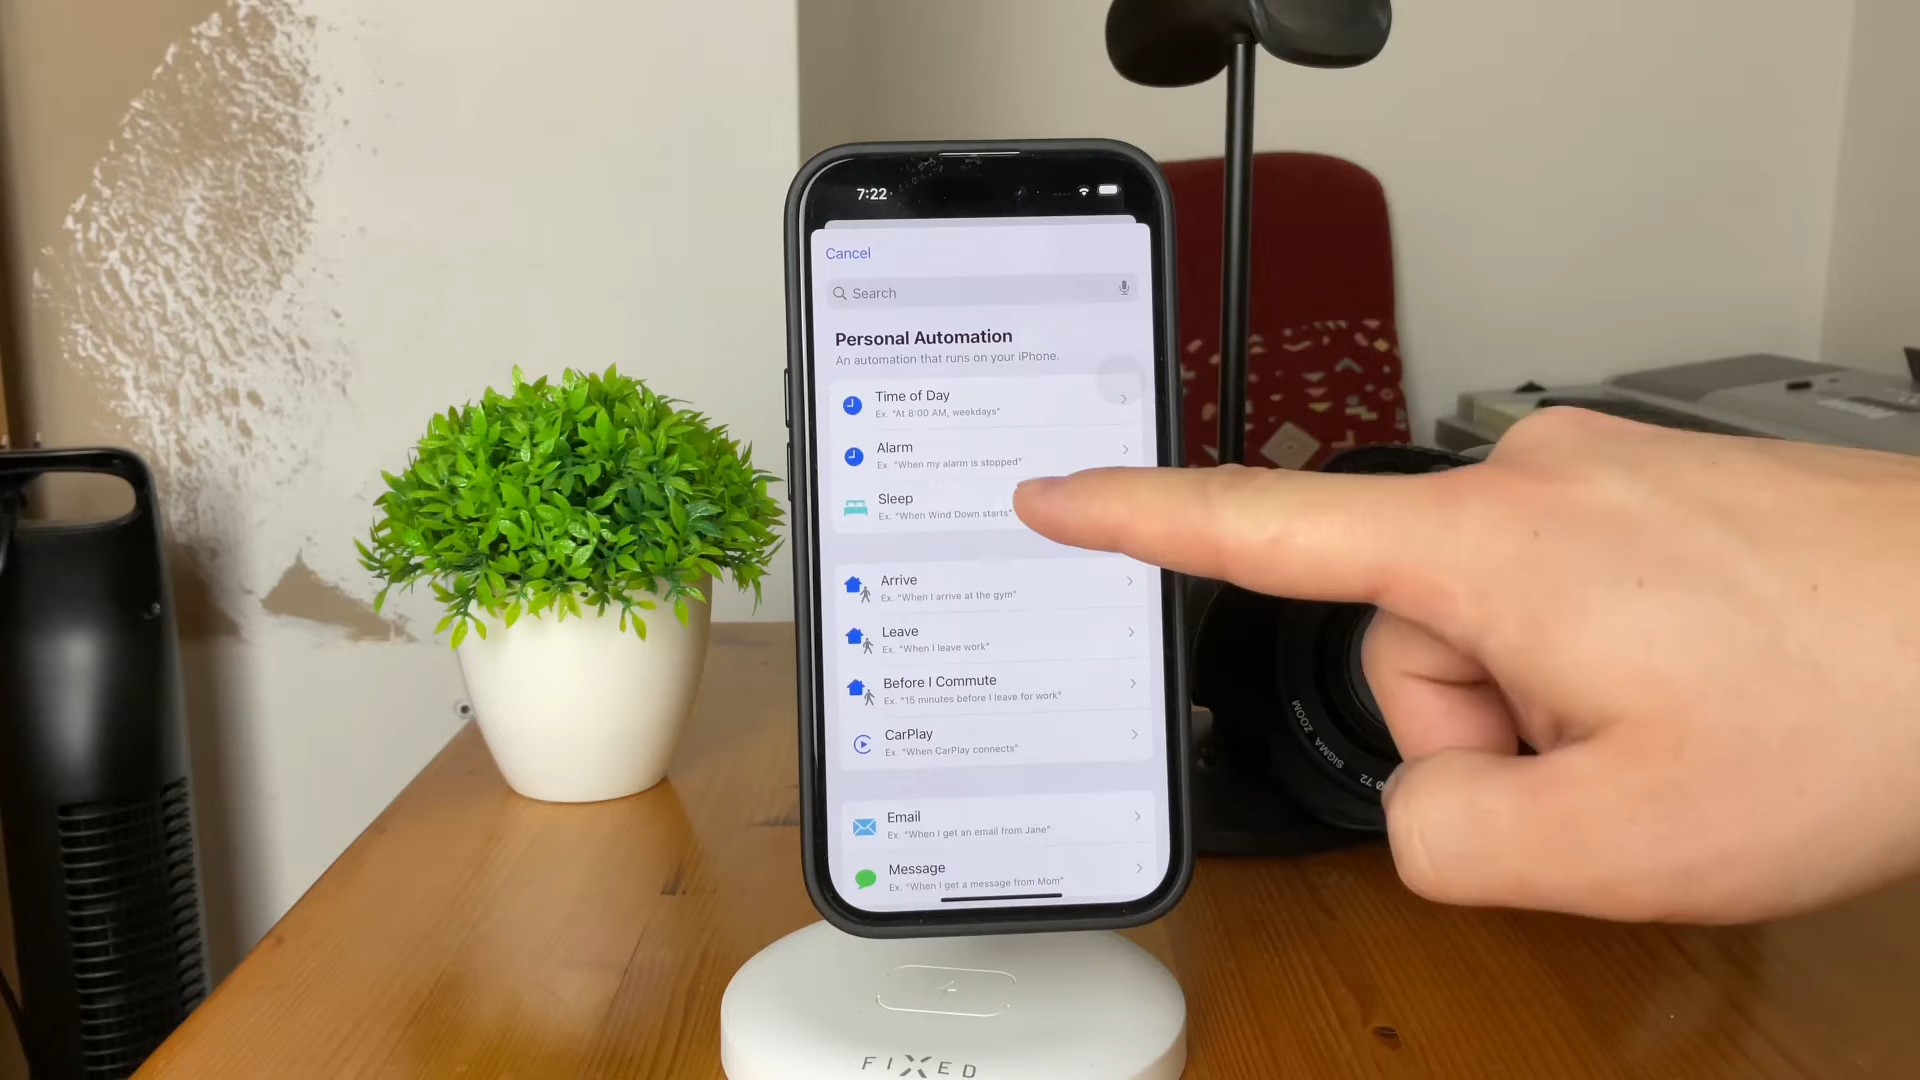 7:22
Cancel
Search
Personal Automation
An automation that runs on your iPhone.
Time of Day
Ex. "At 8:00 AM, weekdays"
Alarm
Ex. "When my alarm is stopped"
Sleep
Ex. "When Wind Down starts"
Arrive
Ex. "When I arrive at the gym"
Leave
Ex. "When I leave work"
Before I Commute
Ex. "15 minutes before I leave for work"
CarPlay
Ex. "When CarPlay connects"
Email
Ex. "When I get an email from Jane"
Message
Ex. "When I get a message from Mom"
FIXED
SIGMA ZOOM
Ø 72